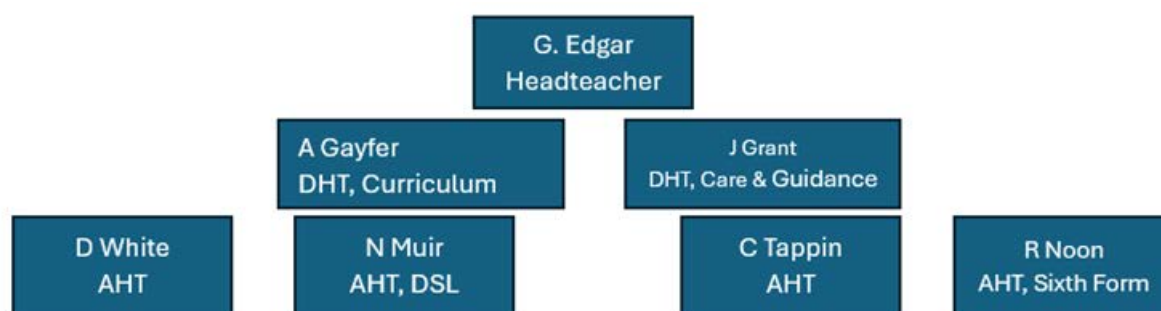 G. Edgar
Headteacher
A Gayfer
DHT, Curriculum
J Grant
DHT, Care & Guidance
D White
AHT
N Muir
AHT, DSL
C Tappin
AHT
R Noon
AHT, Sixth Form